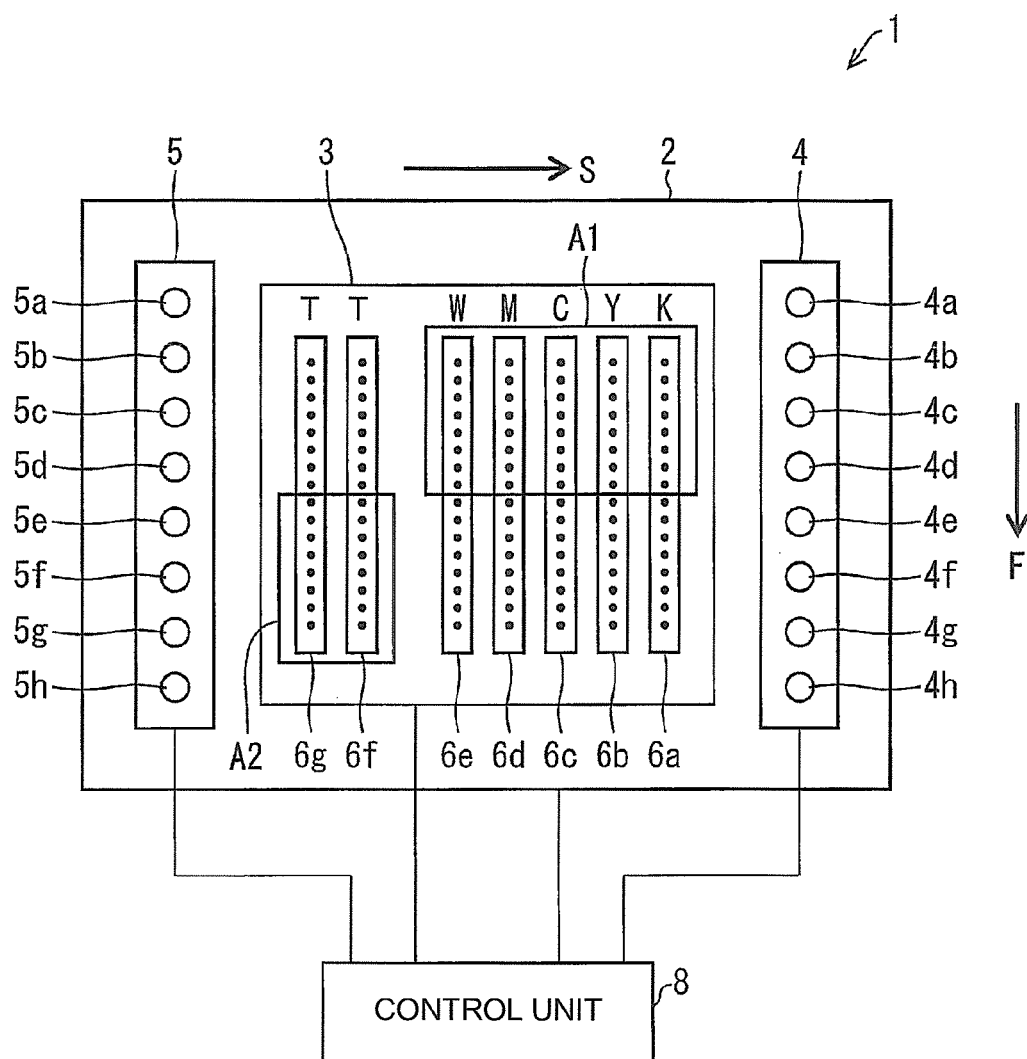 1
5 3 S 2 4
A1
T T W M C Y K
5a 4a
5b 4b
5c 4c
5d 4d
5e 4e
5f 4f
F
5g 4g
5h 4h
A2 6g 6f 6e 6d 6c 6b 6a
CONTROL UNIT 8